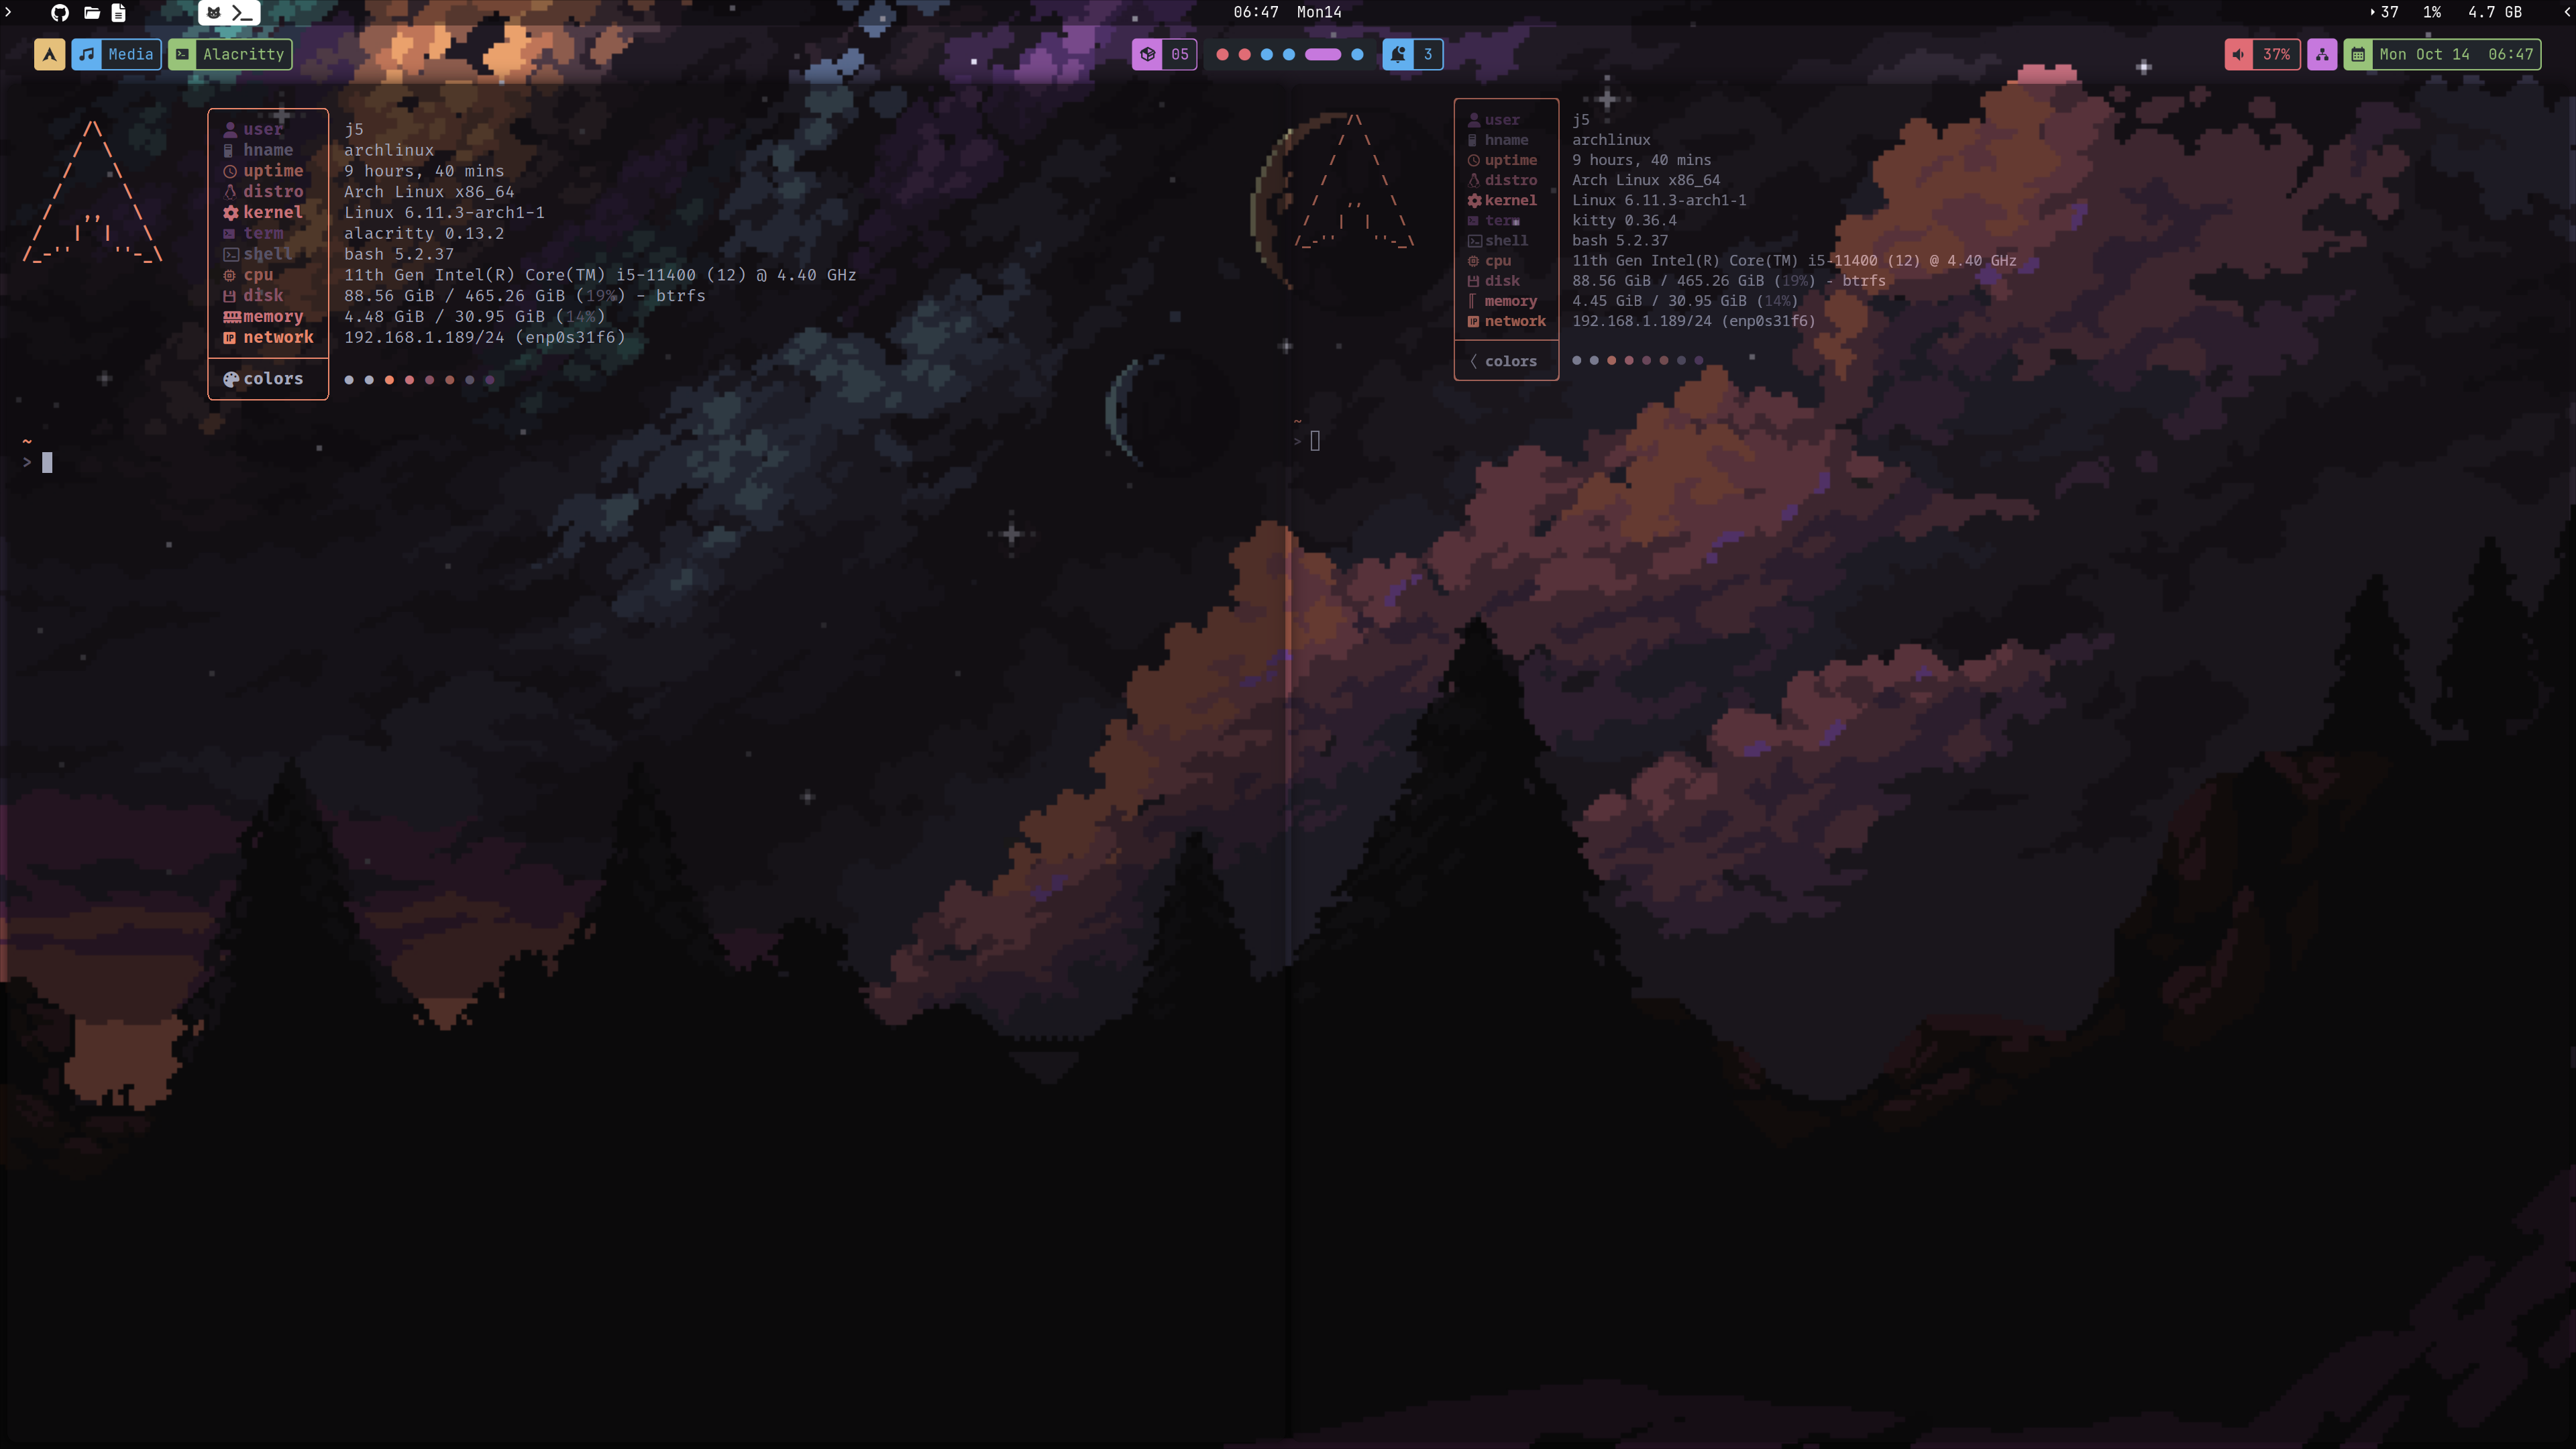 06:47 Mon14
37 1% 4.7 GB
Media Alacritty
05 3
37% Mon Oct 14 06:47
user j5
hname archlinux
uptime 9 hours, 40 mins
distro Arch Linux x86_64
kernel Linux 6.11.3-arch1-1
term alacritty 0.13.2
shell bash 5.2.37
cpu 11th Gen Intel(R) Core(TM) i5-11400 (12) @ 4.40 GHz
disk 88.56 GiB / 465.26 GiB (19%) - btrfs
memory 4.48 GiB / 30.95 GiB (14%)
network 192.168.1.189/24 (enp0s31f6)
colors
~
>
user j5
hname archlinux
uptime 9 hours, 40 mins
distro Arch Linux x86_64
kernel Linux 6.11.3-arch1-1
term kitty 0.36.4
shell bash 5.2.37
cpu 11th Gen Intel(R) Core(TM) i5-11400 (12) @ 4.40 GHz
disk 88.56 GiB / 465.26 GiB (19%) - btrfs
memory 4.45 GiB / 30.95 GiB (14%)
network 192.168.1.189/24 (enp0s31f6)
colors
~
>